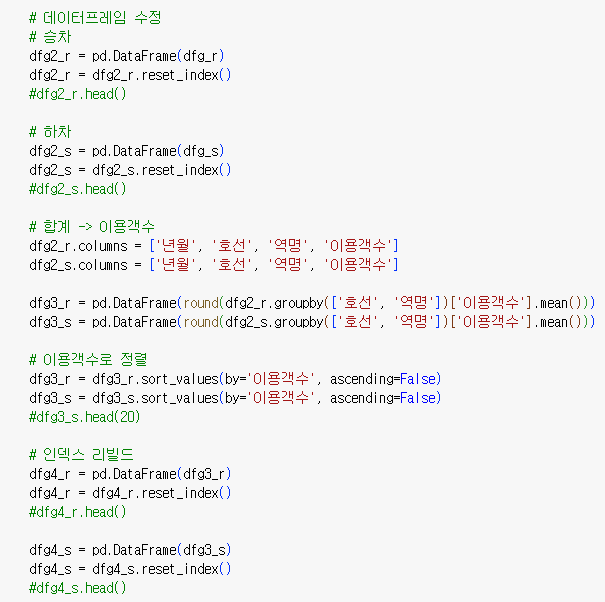 # 데이터프레임 수정
# 승차
dfg2_r = pd.DataFrame(dfg_r)
dfg2_r = dfg2_r.reset_index()
#dfg2_r.head()
# 하차
dfg2_s = pd.DataFrame(dfg_s)
dfg2_s = dfg2_s.reset_index()
#dfg2_s.head()
# 합계 -> 이용객수
dfg2_r.columns = ['년월', '호선', '역명', '이용객수']
dfg2_s.columns = ['년월', '호선', '역명', '이용객수']
dfg3_r = pd.DataFrame(round(dfg2_r.groupby(['호선', '역명'])['이용객수'].mean()))
dfg3_s = pd.DataFrame(round(dfg2_s.groupby(['호선', '역명'])['이용객수'].mean()))
# 이용객수로 정렬
dfg3_r = dfg3_r.sort_values(by='이용객수', ascending=False)
dfg3_s = dfg3_s.sort_values(by='이용객수', ascending=False)
#dfg3_s.head(20)
# 인덱스 리빌드
dfg4_r = pd.DataFrame(dfg3_r)
dfg4_r = dfg4_r.reset_index()
#dfg4_r.head()
dfg4_s = pd.DataFrame(dfg3_s)
dfg4_s = dfg4_s.reset_index()
#dfg4_s.head()